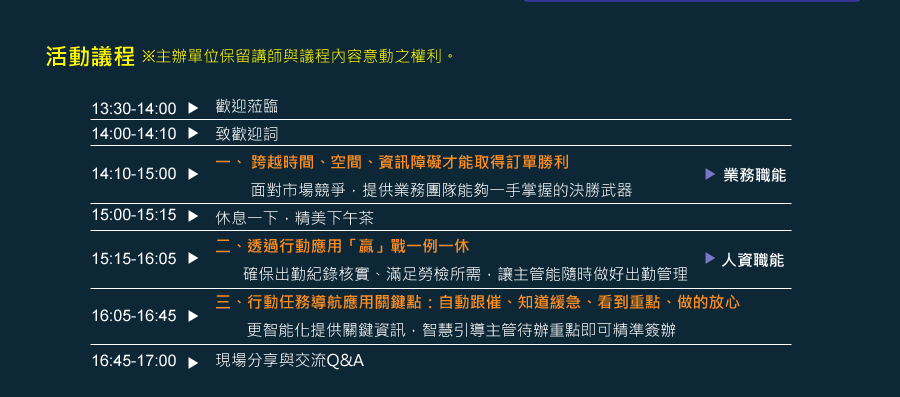 活動議程 ※主辦單位保留講師與議程內容意動之權利。
13:30-14:00 ▶ 歡迎蒞臨
14:00-14:10 ▶ 致歡迎詞
14:10-15:00 ▶ 一、 跨越時間、空間、資訊障礙才能取得訂單勝利
面對市場競爭，提供業務團隊能夠一手掌握的決勝武器
▶ 業務職能
15:00-15:15 ▶ 休息一下，精美下午茶
15:15-16:05 ▶ 二、透過行動應用「贏」戰一例一休
確保出勤紀錄核實、滿足勞檢所需，讓主管能隨時做好出勤管理
▶ 人資職能
16:05-16:45 ▶ 三、行動任務導航應用關鍵點：自動跟催、知道緩急、看到重點、做的放心
更智能化提供關鍵資訊，智慧引導主管待辦重點即可精準簽辦
16:45-17:00 ▶ 現場分享與交流Q&A